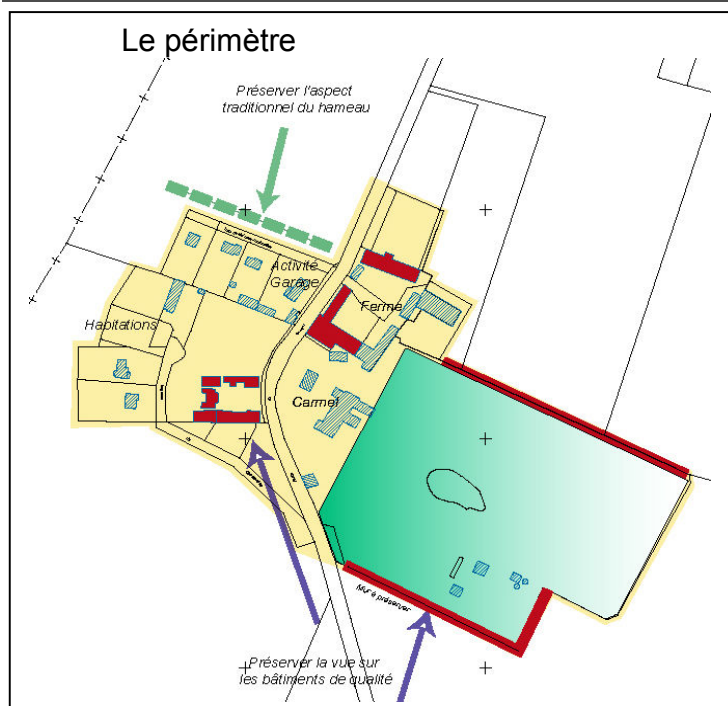 Le périmètre
Préserver l'aspect
traditionnel du hameau
Activité
Garage
Ferme
Habitations
Carmel
Mur à préserver
Préserver la vue sur
les bâtiments de qualité